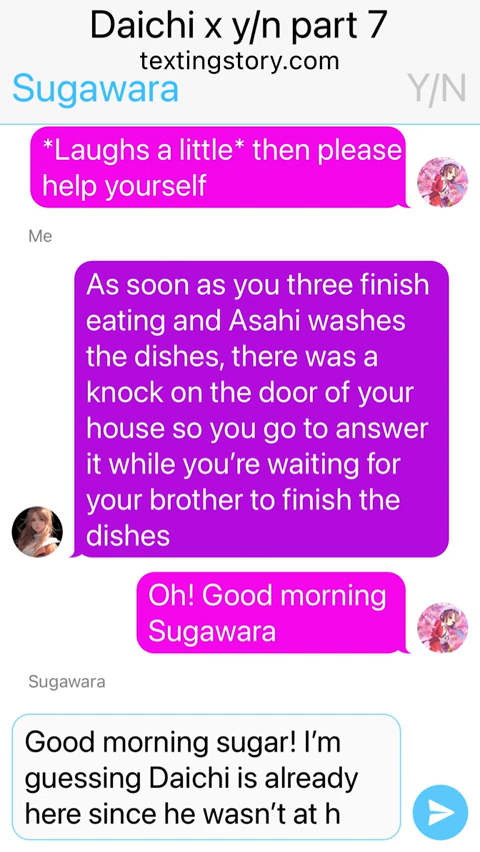 Daichi x y/n part 7
textingstory.com
Sugawara
Y/N
*Laughs a little* then please
help yourself
Me
As soon as you three finish
eating and Asahi washes
the dishes, there was a
knock on the door of your
house so you go to answer
it while you’re waiting for
your brother to finish the
dishes
Oh! Good morning
Sugawara
Sugawara
Good morning sugar! I’m
guessing Daichi is already
here since he wasn’t at h